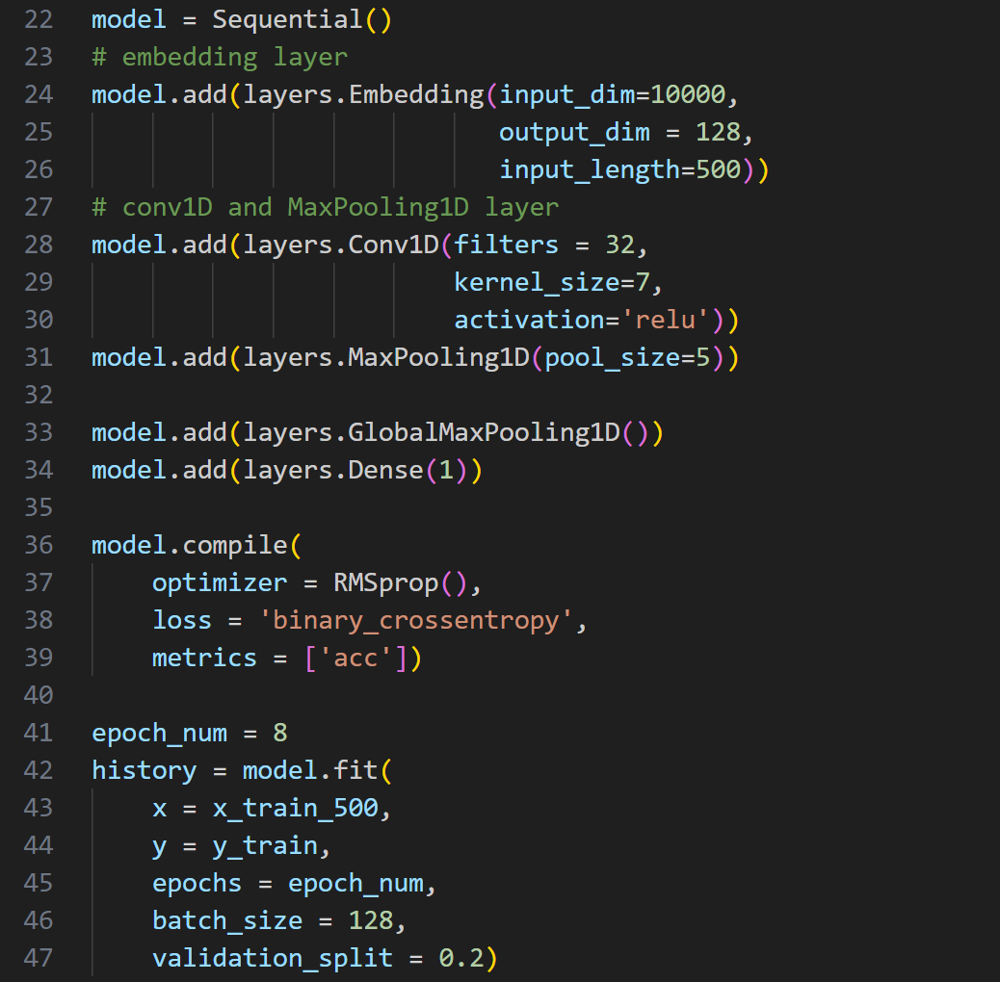 22 model = Sequential()
23 # embedding layer
24 model.add(layers.Embedding(input_dim=10000,
25                            output_dim = 128,
26                            input_length=500))
27 # conv1D and MaxPooling1D layer
28 model.add(layers.Conv1D(filters = 32,
29                         kernel_size=7,
30                         activation='relu'))
31 model.add(layers.MaxPooling1D(pool_size=5))
32
33 model.add(layers.GlobalMaxPooling1D())
34 model.add(layers.Dense(1))
35
36 model.compile(
37     optimizer = RMSprop(),
38     loss = 'binary_crossentropy',
39     metrics = ['acc'])
40
41 epoch_num = 8
42 history = model.fit(
43     x = x_train_500,
44     y = y_train,
45     epochs = epoch_num,
46     batch_size = 128,
47     validation_split = 0.2)